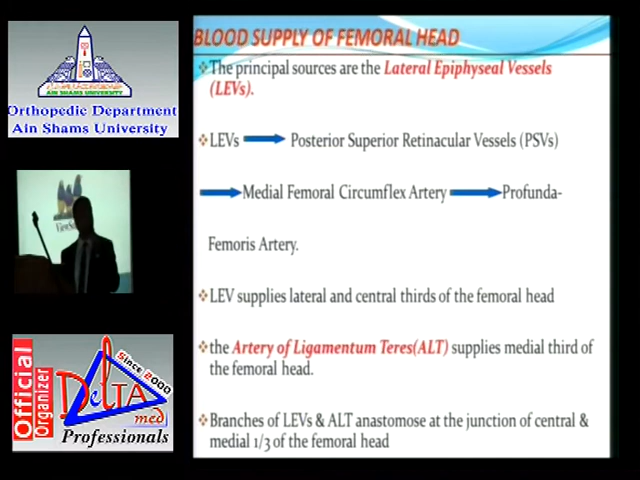 BLOOD SUPPLY OF FEMORAL HEAD
The principal sources are the Lateral Epiphyseal Vessels
(LEVs).
LEVs Posterior Superior Retinacular Vessels (PSVs)
Medial Femoral Circumflex Artery Profunda-
Femoris Artery.
LEV supplies lateral and central thirds of the femoral head
the Artery of Ligamentum Teres(ALT) supplies medial third of
the femoral head.
Branches of LEVs & ALT anastomose at the junction of central &
medial 1/3 of the femoral head
AIN SHAMS UNIVERSITY
Orthopedic Department
Ain Shams University
Official
Organizer
Since 2000
DeltA
med
Professionals